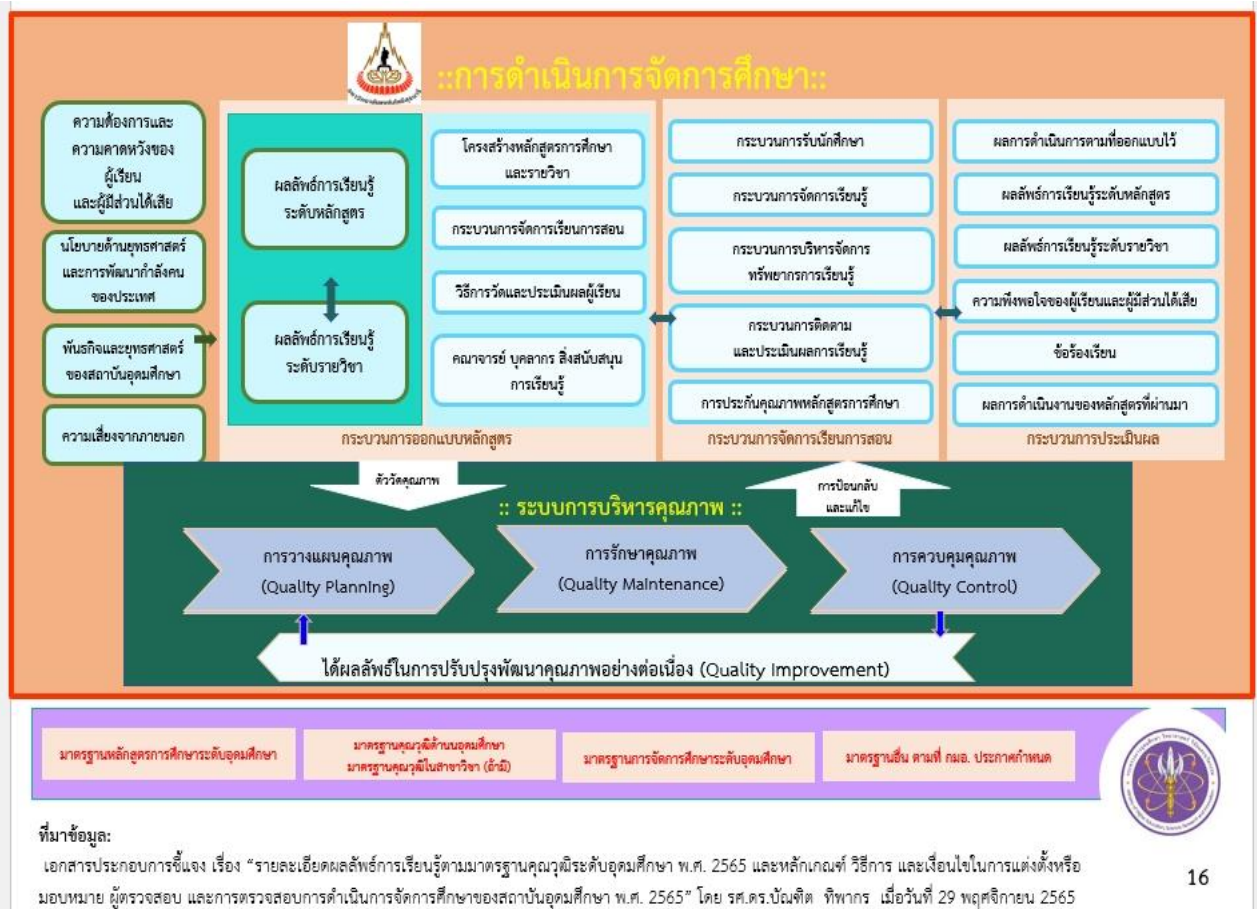 ::การดำเนินการจัดการศึกษา::
ความต้องการและ
ความคาดหวังของ
ผู้เรียน
และผู้มีส่วนได้เสีย
นโยบายด้านยุทธศาสตร์
และการพัฒนากำลังคน
ของประเทศ
พันธกิจและยุทธศาสตร์
ของสถาบันอุดมศึกษา
ความเสี่ยงจากภายนอก
ผลลัพธ์การเรียนรู้
ระดับหลักสูตร
ผลลัพธ์การเรียนรู้
ระดับรายวิชา
โครงสร้างหลักสูตรการศึกษา
และรายวิชา
กระบวนการจัดการเรียนการสอน
วิธีการวัดและประเมินผลผู้เรียน
คณาจารย์ บุคลากร สิ่งสนับสนุน
การเรียนรู้
กระบวนการออกแบบหลักสูตร
กระบวนการรับนักศึกษา
กระบวนการจัดการเรียนรู้
กระบวนการบริหารจัดการ
ทรัพยากรการเรียนรู้
กระบวนการติดตาม
และประเมินผลการเรียนรู้
การประกันคุณภาพหลักสูตรการศึกษา
กระบวนการจัดการเรียนการสอน
ผลการดำเนินการตามที่ออกแบบไว้
ผลลัพธ์การเรียนรู้ระดับหลักสูตร
ผลลัพธ์การเรียนรู้ระดับรายวิชา
ความพึงพอใจของผู้เรียนและผู้มีส่วนได้เสีย
ข้อร้องเรียน
ผลการดำเนินงานของหลักสูตรที่ผ่านมา
กระบวนการประเมินผล
ตัววัดคุณภาพ
การป้อนกลับ
และแก้ไข
:: ระบบการบริหารคุณภาพ ::
การวางแผนคุณภาพ
(Quality Planning)
การรักษาคุณภาพ
(Quality Maintenance)
การควบคุมคุณภาพ
(Quality Control)
ได้ผลลัพธ์ในการปรับปรุงพัฒนาคุณภาพอย่างต่อเนื่อง (Quality Improvement)
มาตรฐานหลักสูตรการศึกษาระดับอุดมศึกษา
มาตรฐานคุณวุฒิด้านนอุดมศึกษา
มาตรฐานคุณวุฒิในสาขาวิชา (ถ้ามี)
มาตรฐานการจัดการศึกษาระดับอุดมศึกษา
มาตรฐานอื่น ตามที่ กมอ. ประกาศกำหนด
ที่มาข้อมูล:
เอกสารประกอบการชี้แจง เรื่อง “รายละเอียดผลลัพธ์การเรียนรู้ตามมาตรฐานคุณวุฒิระดับอุดมศึกษา พ.ศ. 2565 และหลักเกณฑ์ วิธีการ และเงื่อนไขในการแต่งตั้งหรือ
มอบหมาย ผู้ตรวจสอบ และการตรวจสอบการดำเนินการจัดการศึกษาของสถาบันอุดมศึกษา พ.ศ. 2565” โดย รศ.ดร.บัณฑิต ทิพากร เมื่อวันที่ 29 พฤศจิกายน 2565
16